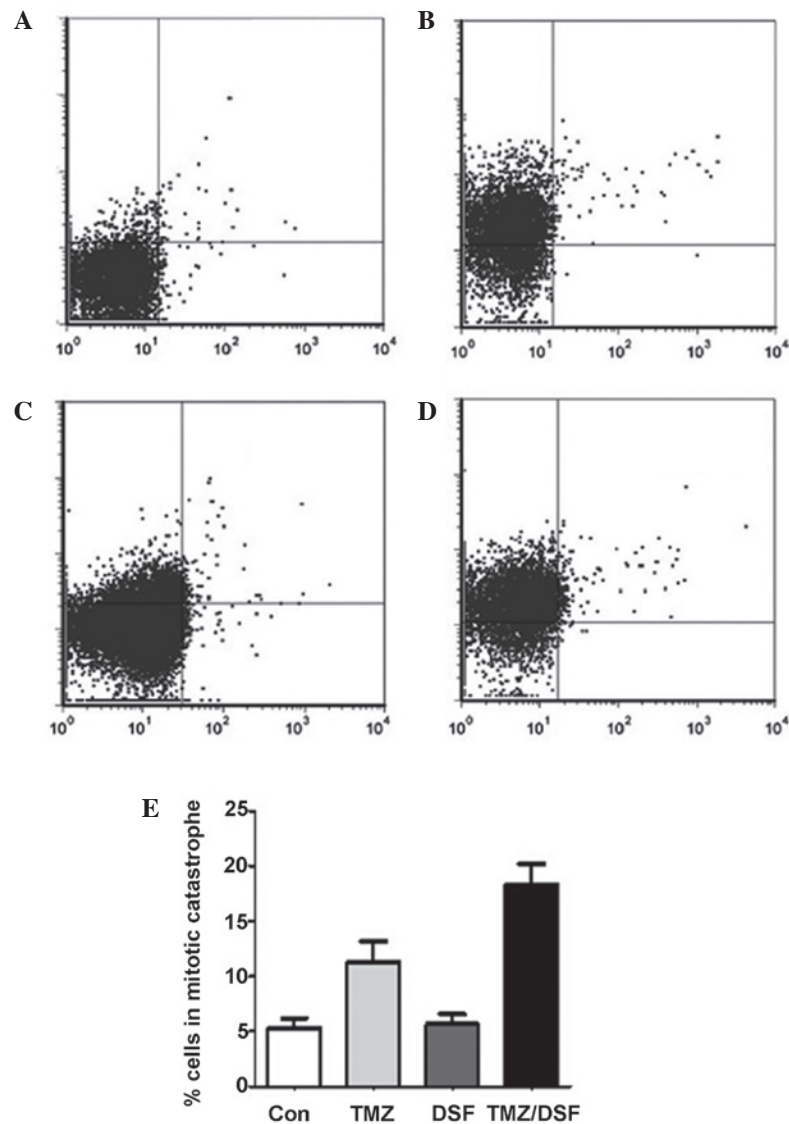 A
B
10⁰ 10¹ 10² 10³ 10⁴
10⁰ 10¹ 10² 10³ 10⁴
C
D
10⁰ 10¹ 10² 10³ 10⁴
10⁰ 10¹ 10² 10³ 10⁴
E
% cells in mitotic catastrophe
25
20
15
10
5
0
Con TMZ DSF TMZ/DSF